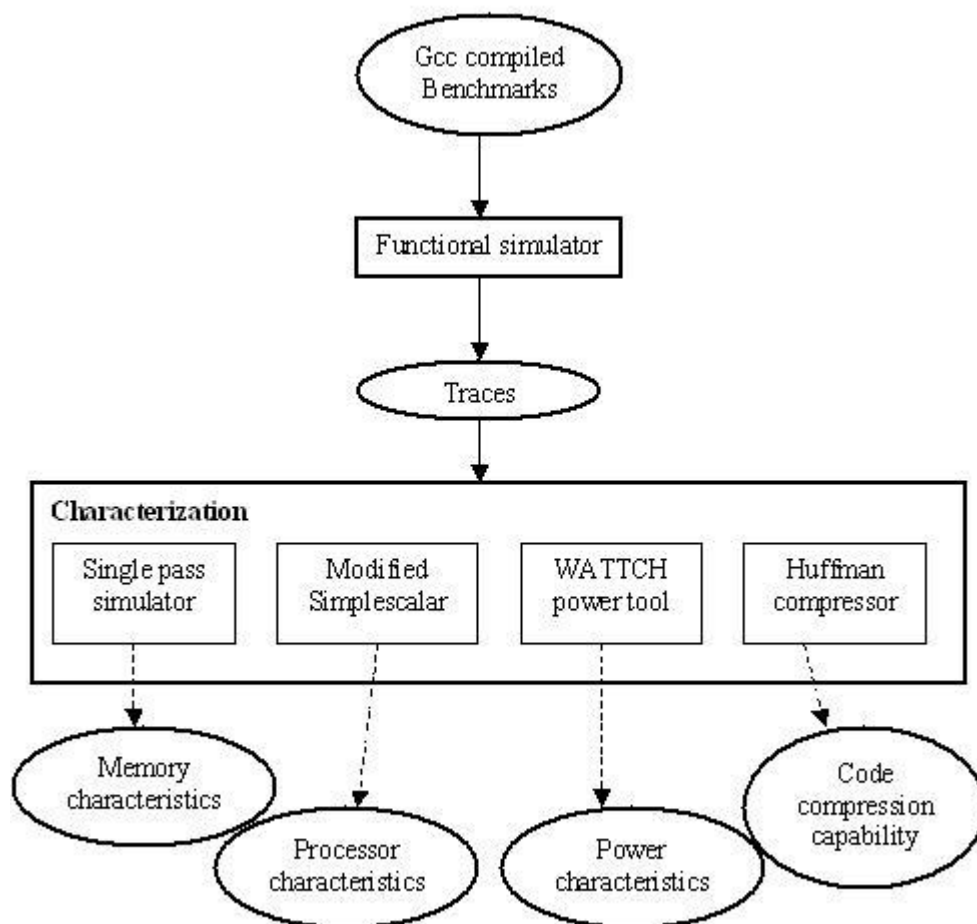 Gcc compiled
Benchmarks
Functional simulator
Traces
Characterization
Single pass
simulator
Modified
Simplescalar
WATTCH
power tool
Huffman
compressor
Memory
characteristics
Processor
characteristics
Power
characteristics
Code
compression
capability